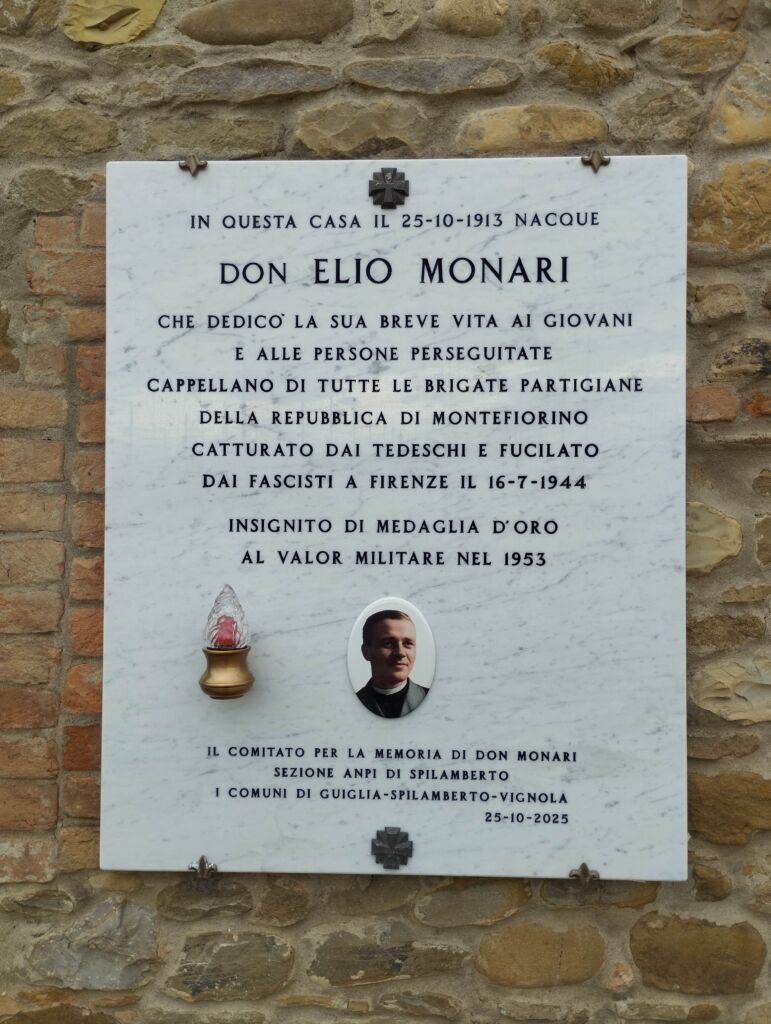 IN QUESTA CASA IL 25-10-1913 NACQUE
DON ELIO MONARI
CHE DEDICO' LA SUA BREVE VITA AI GIOVANI
E ALLE PERSONE PERSEGUITATE
CAPPELLANO DI TUTTE LE BRIGATE PARTIGIANE
DELLA REPUBBLICA DI MONTEFIORINO
CATTURATO DAI TEDESCHI E FUCILATO
DAI FASCISTI A FIRENZE IL 16-7-1944
INSIGNITO DI MEDAGLIA D'ORO
AL VALOR MILITARE NEL 1953
IL COMITATO PER LA MEMORIA DI DON MONARI
SEZIONE ANPI DI SPILAMBERTO
I COMUNI DI GUIGLIA-SPILAMBERTO-VIGNOLA
25-10-2025